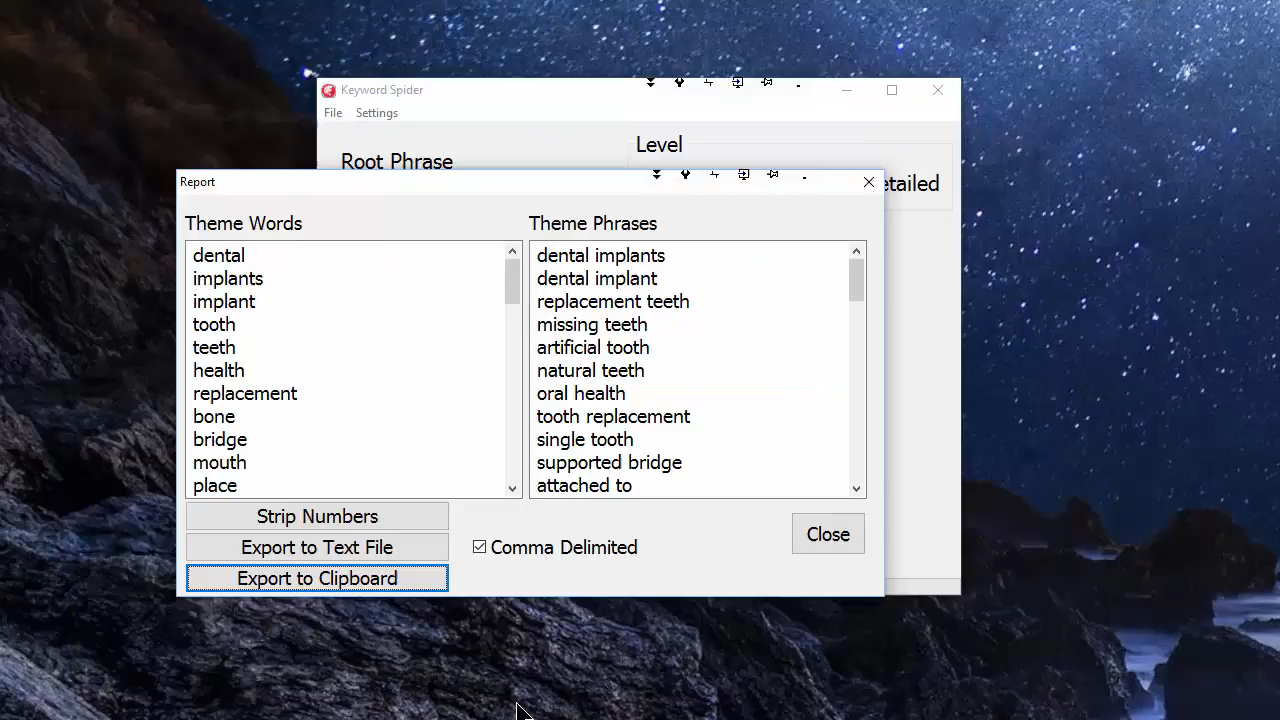 Keyword Spider
File Settings
Root Phrase
Level
etailed
Report
Theme Words
dental
implants
implant
tooth
teeth
health
replacement
bone
bridge
mouth
place
Theme Phrases
dental implants
dental implant
replacement teeth
missing teeth
artificial tooth
natural teeth
oral health
tooth replacement
single tooth
supported bridge
attached to
Strip Numbers
Export to Text File
Export to Clipboard
Comma Delimited
Close